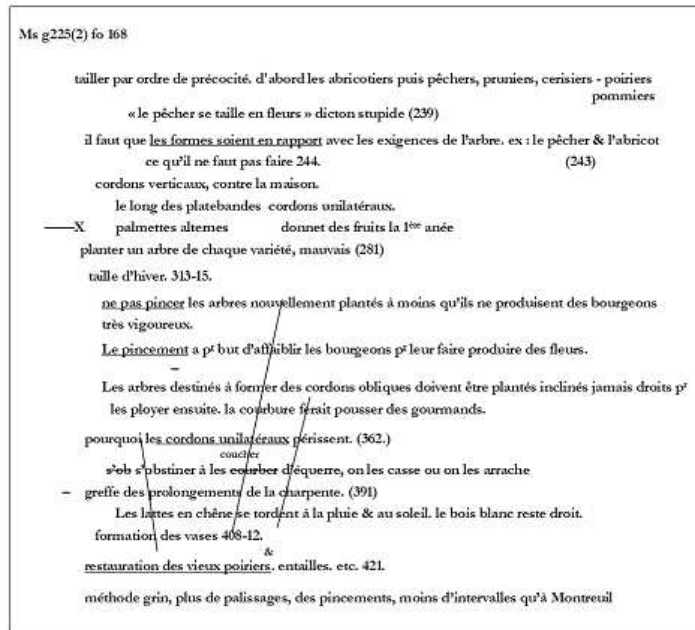 Ms g225(2) fo 168
tailler par ordre de précocité. d'abord les abricotiers puis pêchers, pruniers, cerisiers - poiriers
pommiers
« le pêcher se taille en fleurs » dicton stupide (239)
il faut que les formes soient en rapport avec les exigences de l'arbre. ex : le pêcher & l'abricot
ce qu'il ne faut pas faire 244. (243)
cordons verticaux, contre la maison.
le long des platebandes cordons unilatéraux.
——X palmettes alternes donnet des fruits la 1ère anée
planter un arbre de chaque variété, mauvais (281)
taille d'hiver. 313-15.
ne pas pincer les arbres nouvellement plantés à moins qu'ils ne produisent des bourgeons
très vigoureux.
Le pincement a pr but d'affaiblir les bourgeons pr leur faire produire des fleurs.
–
Les arbres destinés à former des cordons obliques doivent être plantés inclinés jamais droits pr
les ployer ensuite. la courbure ferait pousser des gourmands.
pourquoi les cordons unilatéraux périssent. (362.)
coucher
s'ob s'obstiner à les courber d'équerre, on les casse ou on les arrache
– greffe des prolongements de la charpente. (391)
Les lattes en chêne se tordent à la pluie & au soleil. le bois blanc reste droit.
formation des vases 408-12.
&
restauration des vieux poiriers. entailles. etc. 421.
méthode grin, plus de palissages, des pincements, moins d'intervalles qu'à Montreuil